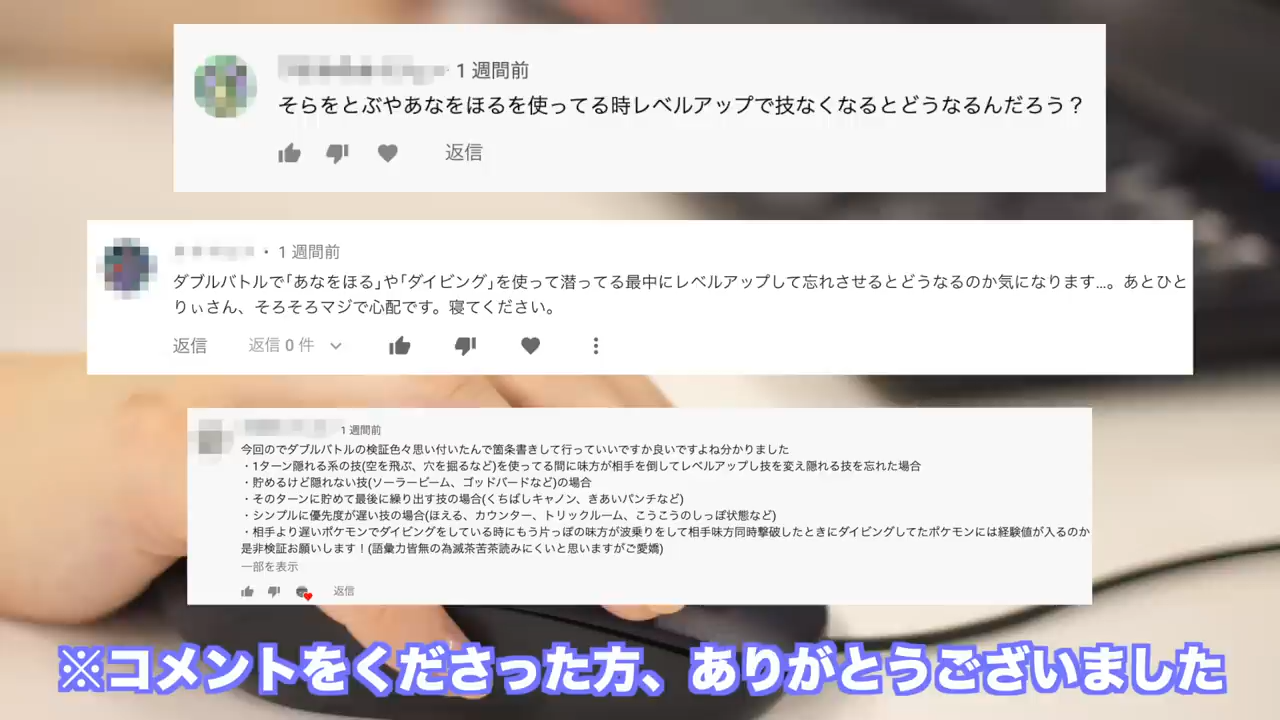 1 週間前
そらをとぶやあなをほるを使ってる時レベルアップで技なくなるとどうなるんだろう？
返信
・ 1 週間前
ダブルバトルで｢あなをほる｣や｢ダイビング｣を使って潜ってる最中にレベルアップして忘れさせるとどうなるのか気になります…。あとひと
りぃさん、そろそろマジで心配です。寝てください。
返信 返信 0 件
1 週間前
今回のでダブルバトルの検証色々思い付いたんで箇条書きして行っていいですか良いですよね分かりました
・1ターン隠れる系の技(空を飛ぶ、穴を掘るなど)を使ってる間に味方が相手を倒してレベルアップし技を変え隠れる技を忘れた場合
・貯めるけど隠れない技(ソーラービーム、ゴッドバードなど)の場合
・そのターンに貯めて最後に繰り出す技の場合(くちばしキャノン、きあいパンチなど)
・シンプルに優先度が遅い技の場合(ほえる、カウンター、トリックルーム、こうこうのしっぽ状態など)
・相手より遅いポケモンでダイビングをしている時にもう片っぽの味方が波乗りをして相手味方同時撃破したときにダイビングしてたポケモンには経験値が入るのか
是非検証お願いします！(語彙力皆無の為滅茶苦茶読みにくいと思いますがご愛嬌)
一部を表示
返信
※コメントをくださった方、ありがとうございました